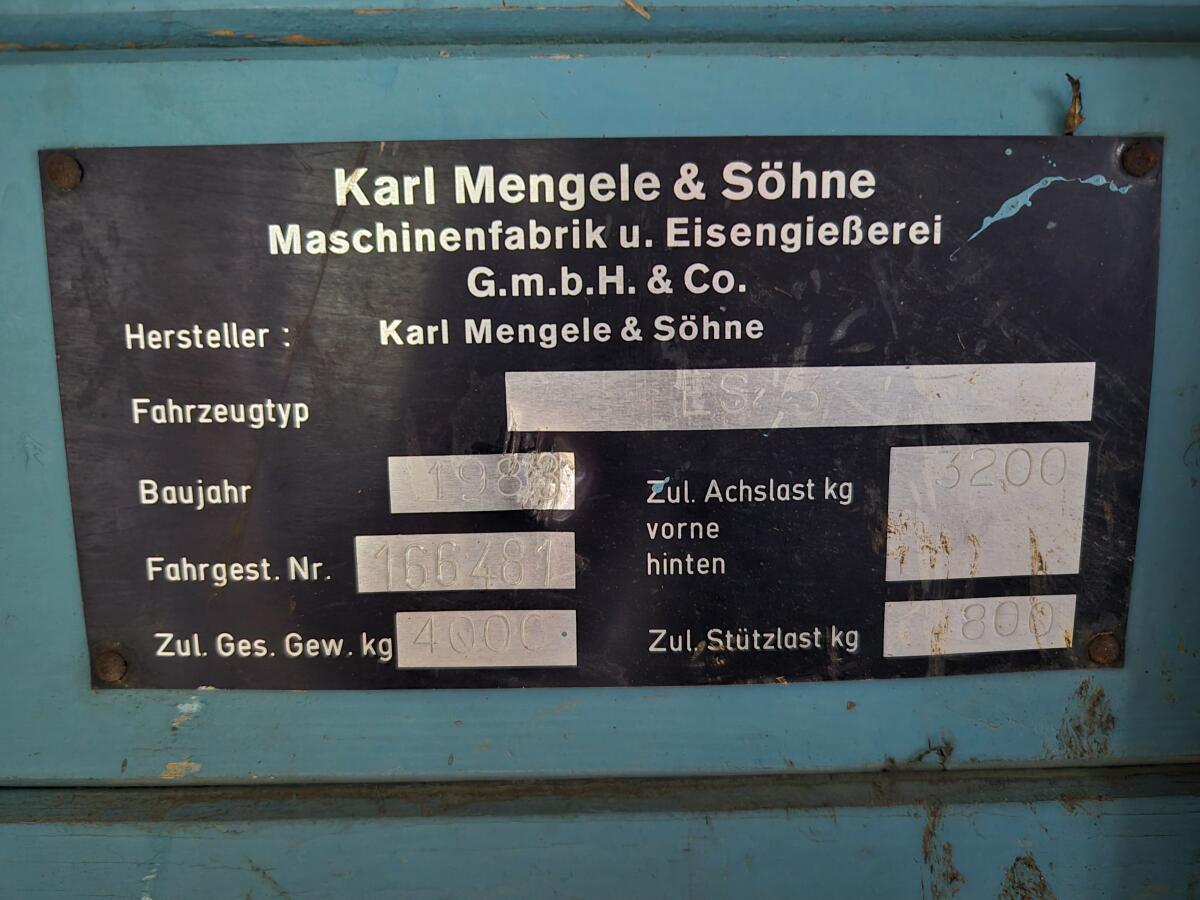 Karl Mengele & Söhne
Maschinenfabrik u. Eisengießerei
G.m.b.H. & Co.
Hersteller : Karl Mengele & Söhne
Fahrzeugtyp
Baujahr
Zul. Achslast kg 3200
vorne
hinten
Fahrgest. Nr. 166481
Zul. Ges. Gew. kg 4000
Zul. Stützlast kg 800